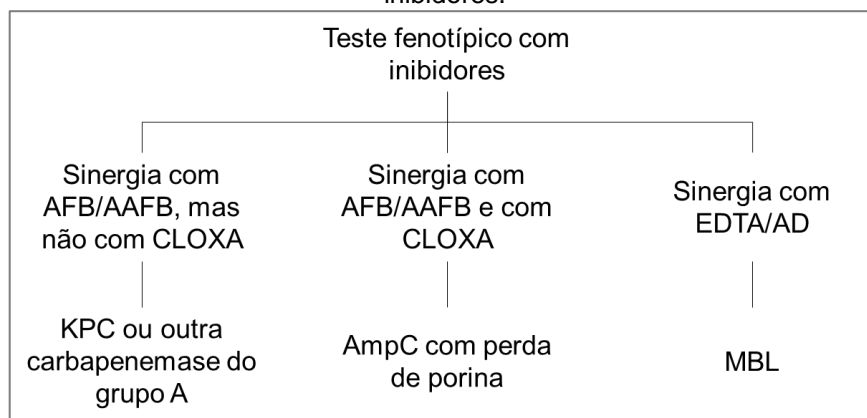 inibidores.
Teste fenotípico com
inibidores
Sinergia com
AFB/AAFB, mas
não com CLOXA
Sinergia com
AFB/AAFB e com
CLOXA
Sinergia com
EDTA/AD
KPC ou outra
carbapenemase do
grupo A
AmpC com perda
de porina
MBL